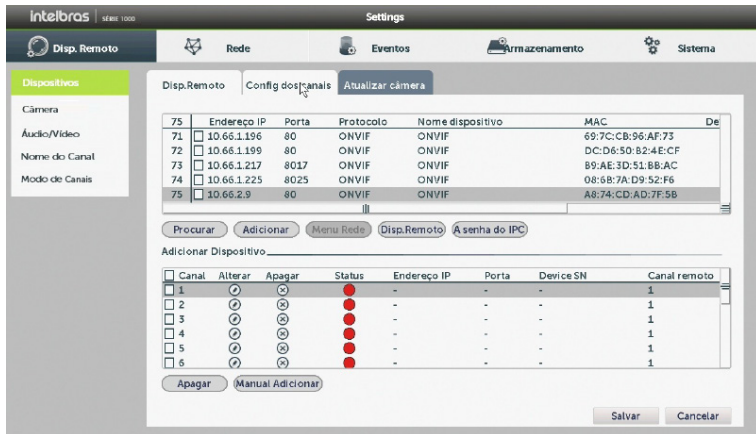 intelbras SÉRIE 1000
Settings
Disp. Remoto Rede Eventos Armazenamento Sistema
Dispositivos
Câmera
Áudio/Vídeo
Nome do Canal
Modo de Canais
Disp.Remoto Config dos canais Atualizar câmera
75 Endereço IP Porta Protocolo Nome dispositivo MAC De
71 10.66.1.196 80 ONVIF ONVIF 69:7C:CB:96:AF:73
72 10.66.1.199 80 ONVIF ONVIF DC:D6:50:B2:4E:CF
73 10.66.1.217 8017 ONVIF ONVIF B9:AE:3D:51:BB:AC
74 10.66.1.225 8025 ONVIF ONVIF 08:6B:7A:D9:52:F6
75 10.66.2.9 80 ONVIF ONVIF A8:74:CD:AD:7F:5B
Procurar Adicionar Menu Rede Disp.Remoto A senha do IPC
Adicionar Dispositivo
Canal Alterar Apagar Status Endereço IP Porta Device SN Canal remoto
1 - - - 1
2 - - - 1
3 - - - 1
4 - - - 1
5 - - - 1
6 - - - 1
Apagar Manual Adicionar
Salvar Cancelar